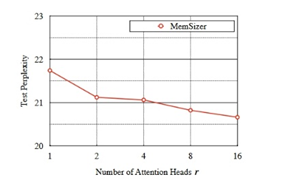 23
MemSizer
22
Test Perplexity
21
20
1 2 4 8 16
Number of Attention Heads r